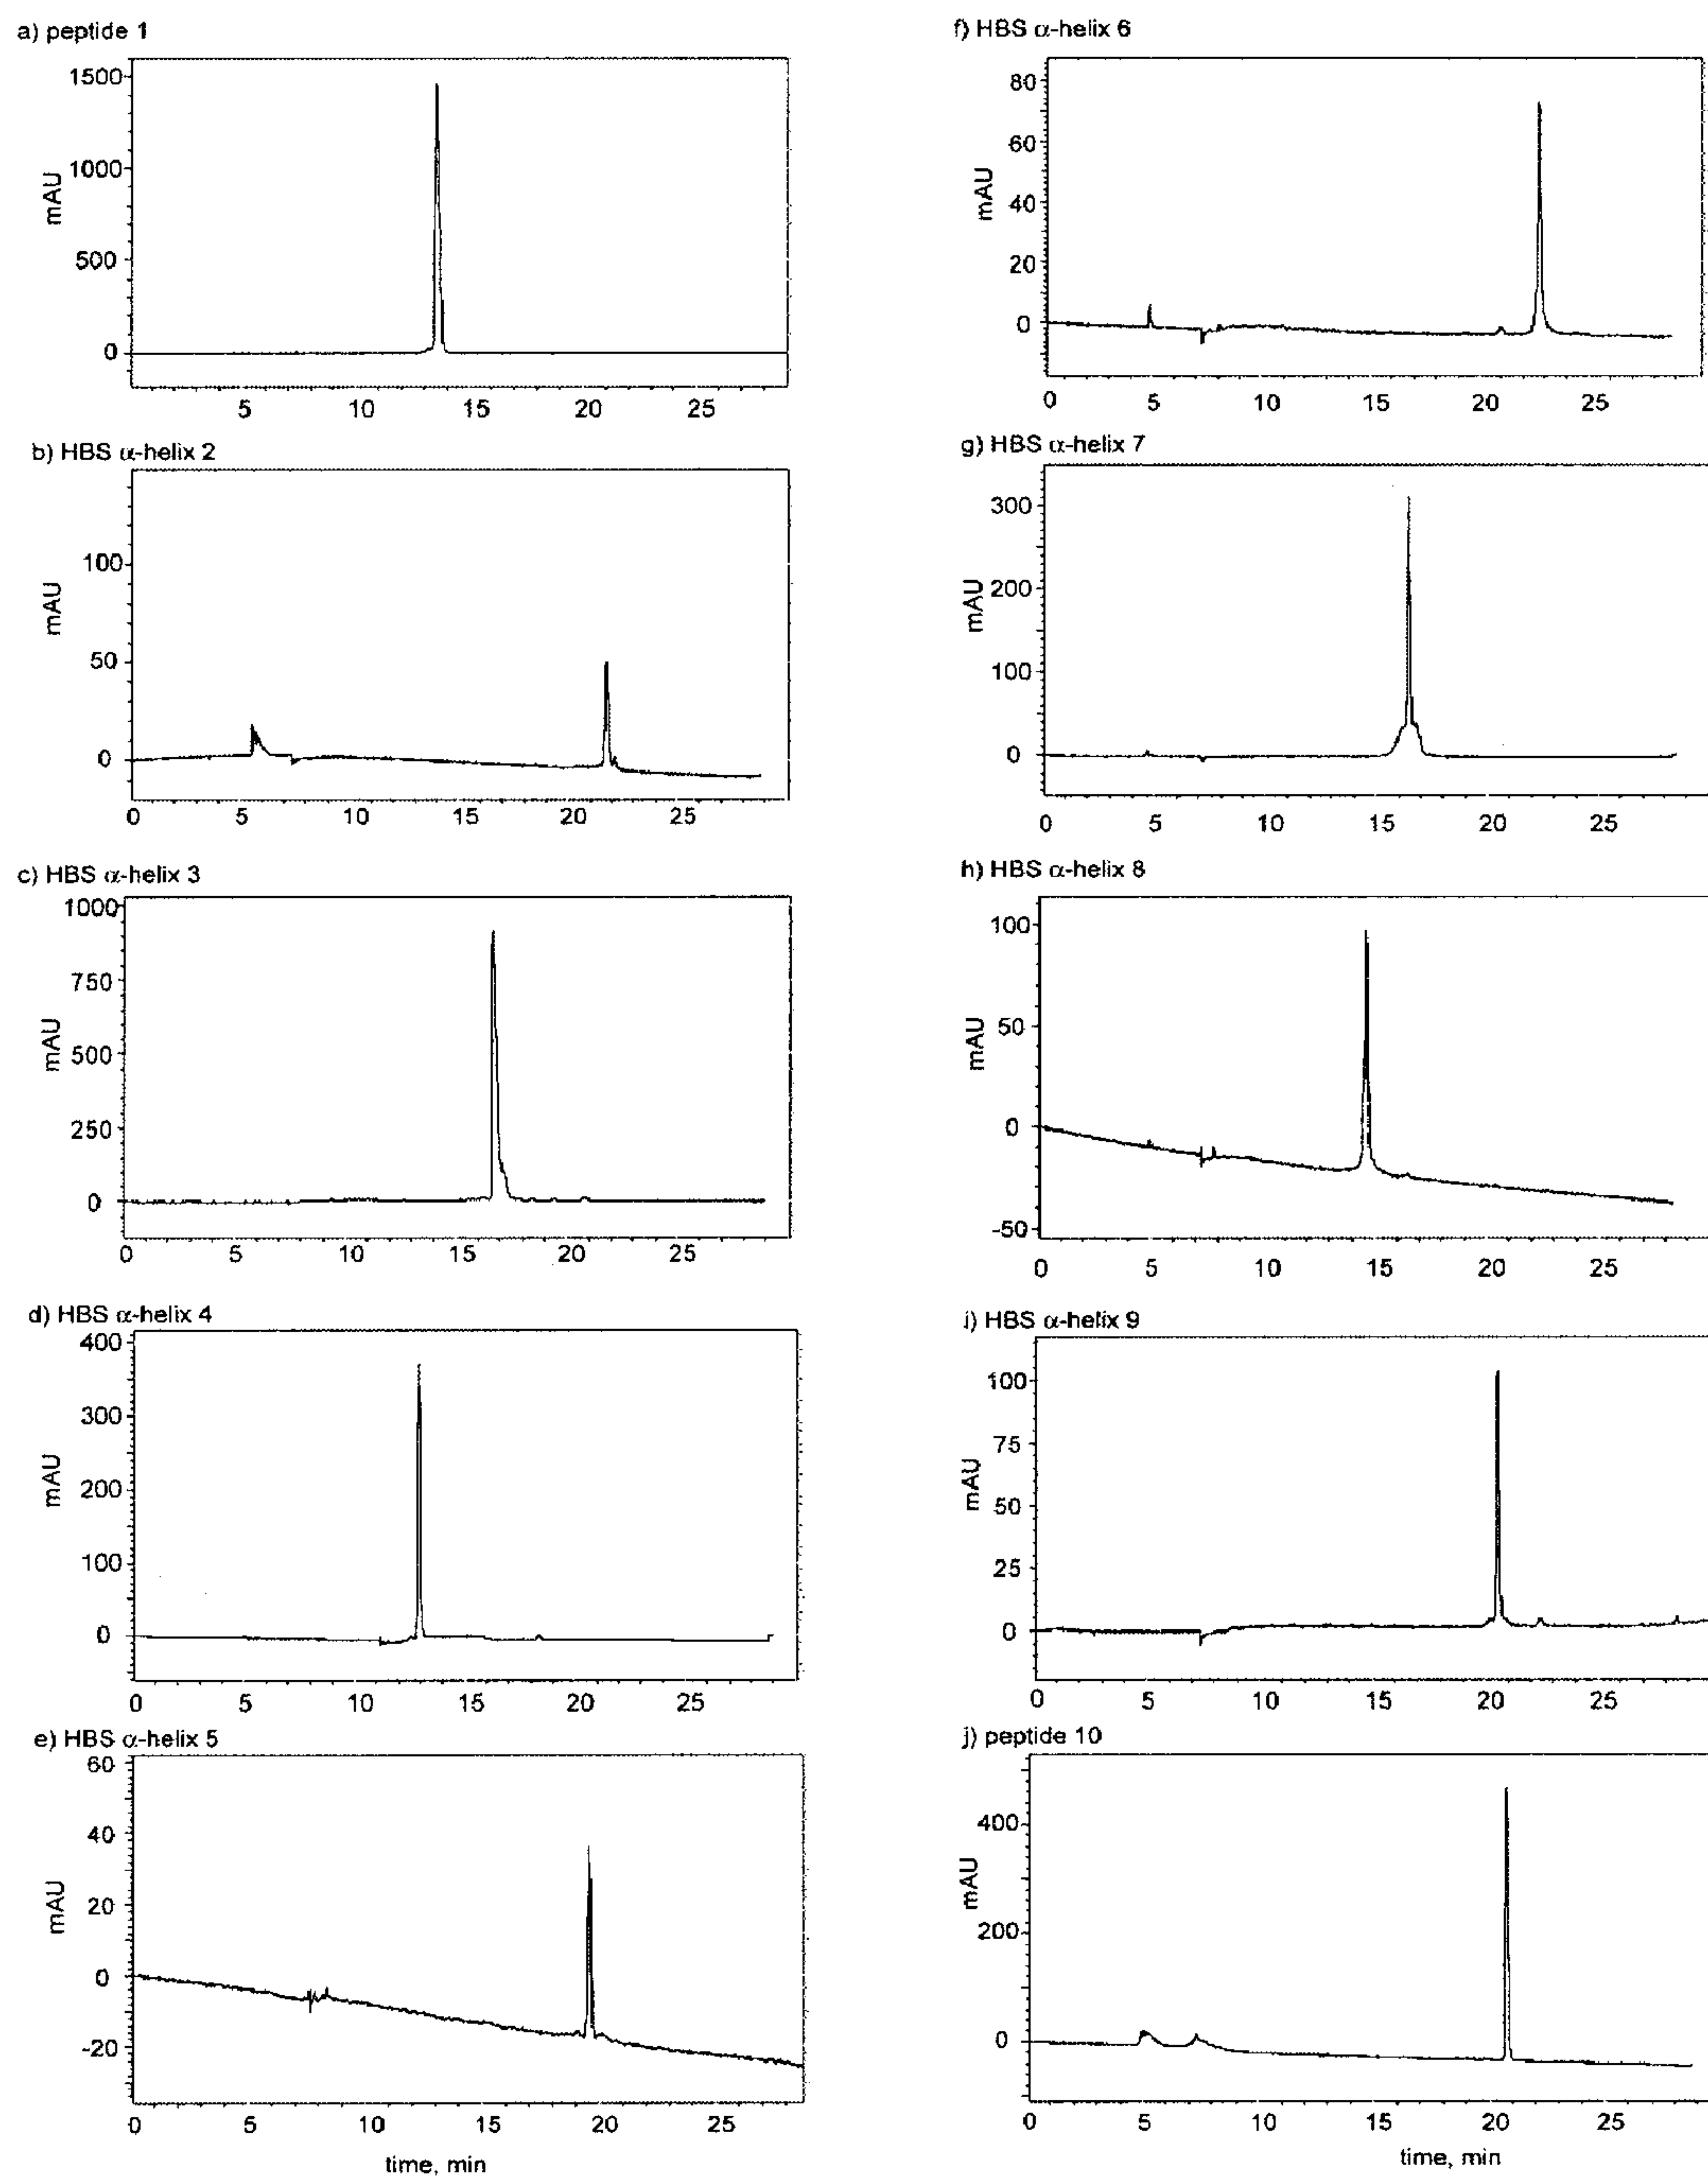 a) peptide 1
1500
1000
500
0
mAU
5 10 15 20 25
b) HBS α-helix 2
100
50
0
mAU
0 5 10 15 20 25
c) HBS α-helix 3
1000
750
500
250
0
mAU
0 5 10 15 20 25
d) HBS α-helix 4
400
300
200
100
0
mAU
0 5 10 15 20 25
e) HBS α-helix 5
60
40
20
0
-20
mAU
0 5 10 15 20 25
time, min
f) HBS α-helix 6
80
60
40
20
0
mAU
0 5 10 15 20 25
g) HBS α-helix 7
300
200
100
0
mAU
0 5 10 15 20 25
h) HBS α-helix 8
100
50
0
-50
mAU
0 5 10 15 20 25
i) HBS α-helix 9
100
75
50
25
0
mAU
0 5 10 15 20 25
j) peptide 10
400
200
0
mAU
0 5 10 15 20 25
time, min